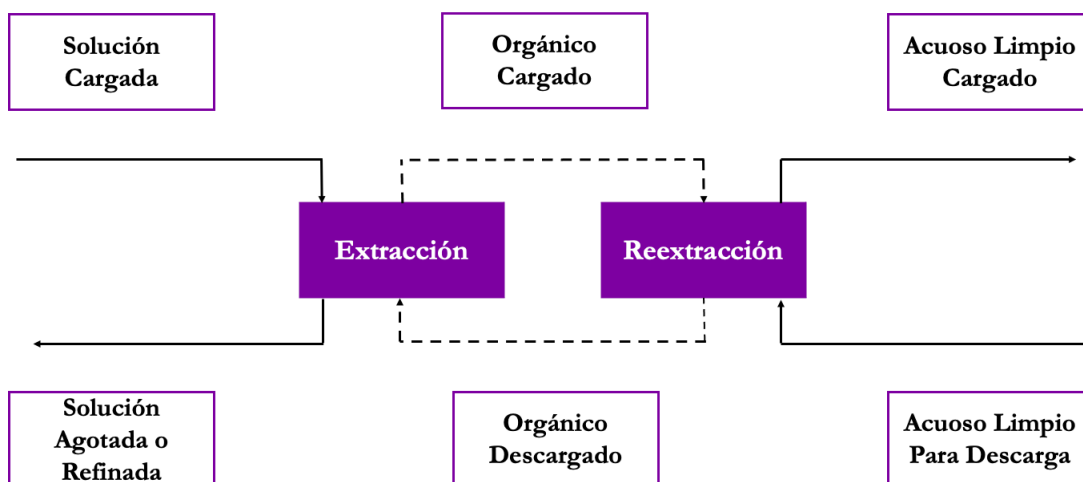 Solución
Cargada
Orgánico
Cargado
Acuoso Limpio
Cargado
Extracción
Reextracción
Solución
Agotada o
Refinada
Orgánico
Descargado
Acuoso Limpio
Para Descarga